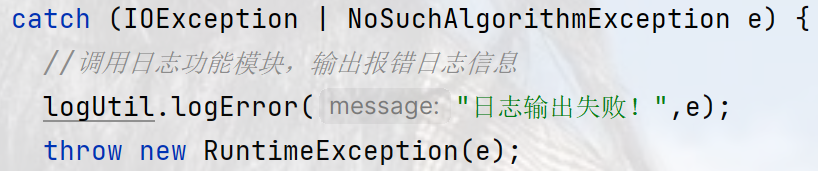 catch (IOException | NoSuchAlgorithmException e) {
//调用日志功能模块，输出报错日志信息
logUtil.logError( message: "日志输出失败！",e);
throw new RuntimeException(e);